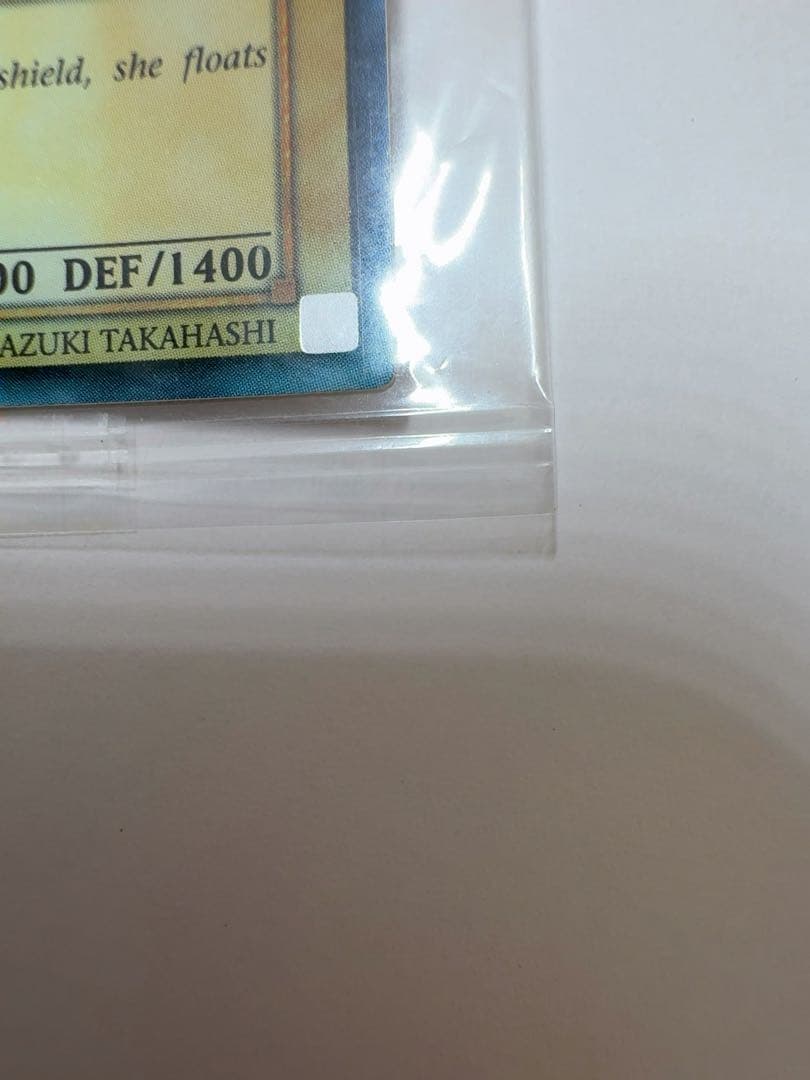 shield, she floats
00 DEF/1400
AZUKI TAKAHASHI